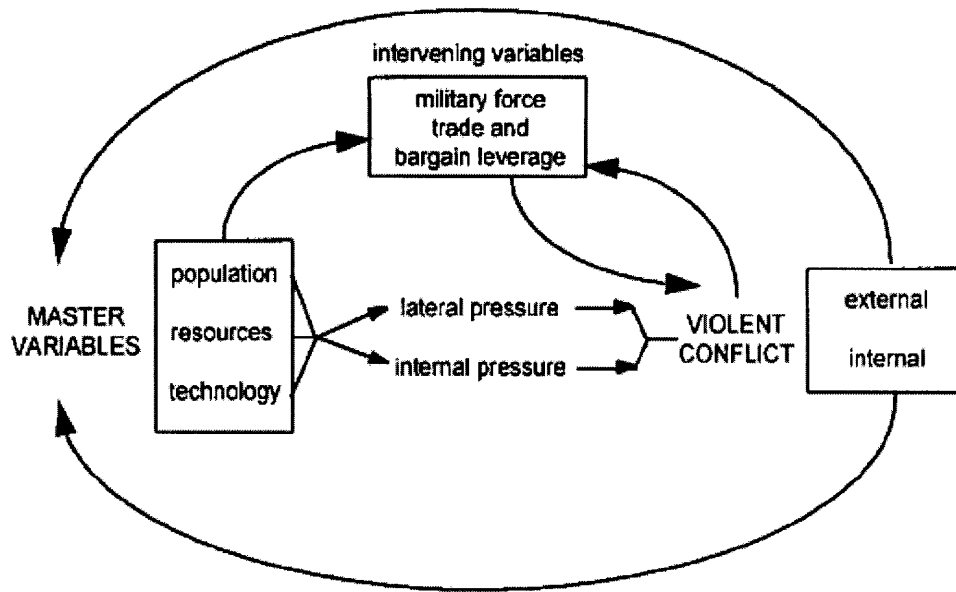 intervening variables
military force
trade and
bargain leverage
population
resources
technology
MASTER
VARIABLES
lateral pressure
internal pressure
VIOLENT
CONFLICT
external
internal